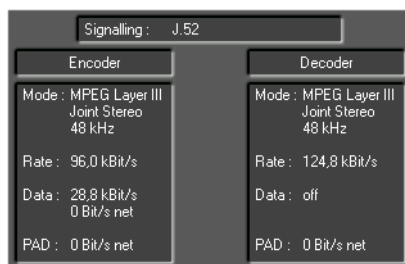 Signalling : J.52
Encoder
Mode : MPEG Layer III
Joint Stereo
48 kHz
Rate : 96,0 kBit/s
Data : 28,8 kBit/s
0 Bit/s net
PAD : 0 Bit/s net
Decoder
Mode : MPEG Layer III
Joint Stereo
48 kHz
Rate : 124,8 kBit/s
Data : off
PAD : 0 Bit/s net